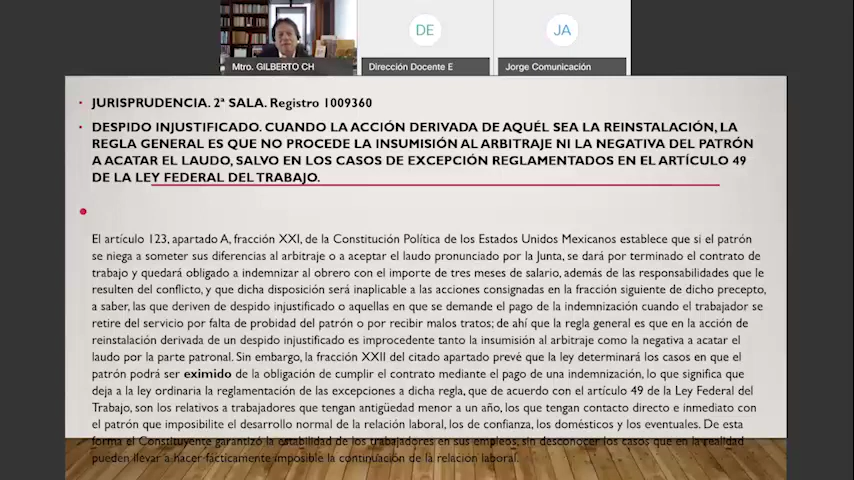 DE
JA
Mtro. GILBERTO CH
Dirección Docente E
Jorge Comunicación
• JURISPRUDENCIA. 2ª SALA. Registro 1009360
• DESPIDO INJUSTIFICADO. CUANDO LA ACCIÓN DERIVADA DE AQUÉL SEA LA REINSTALACIÓN, LA
REGLA GENERAL ES QUE NO PROCEDE LA INSUMISIÓN AL ARBITRAJE NI LA NEGATIVA DEL PATRÓN
A ACATAR EL LAUDO, SALVO EN LOS CASOS DE EXCEPCIÓN REGLAMENTADOS EN EL ARTÍCULO 49
DE LA LEY FEDERAL DEL TRABAJO.
El artículo 123, apartado A, fracción XXI, de la Constitución Política de los Estados Unidos Mexicanos establece que si el patrón
se niega a someter sus diferencias al arbitraje o a aceptar el laudo pronunciado por la Junta, se dará por terminado el contrato de
trabajo y quedará obligado a indemnizar al obrero con el importe de tres meses de salario, además de las responsabilidades que le
resulten del conflicto, y que dicha disposición será inaplicable a las acciones consignadas en la fracción siguiente de dicho precepto,
a saber, las que deriven de despido injustificado o aquellas en que se demande el pago de la indemnización cuando el trabajador se
retire del servicio por falta de probidad del patrón o por recibir malos tratos; de ahí que la regla general es que en la acción de
reinstalación derivada de un despido injustificado es improcedente tanto la insumisión al arbitraje como la negativa a acatar el
laudo por la parte patronal. Sin embargo, la fracción XXII del citado apartado prevé que la ley determinará los casos en que el
patrón podrá ser eximido de la obligación de cumplir el contrato mediante el pago de una indemnización, lo que significa que
deja a la ley ordinaria la reglamentación de las excepciones a dicha regla, que de acuerdo con el artículo 49 de la Ley Federal del
Trabajo, son los relativos a trabajadores que tengan antigüedad menor a un año, los que tengan contacto directo e inmediato con
el patrón que imposibilite el desarrollo normal de la relación laboral, los de confianza, los domésticos y los eventuales. De esta
forma el Constituyente garantizó la estabilidad de los trabajadores en sus empleos, sin desconocer los casos que en la realidad
pueden llevar a hacer fácticamente imposible la continuación de la relación laboral.